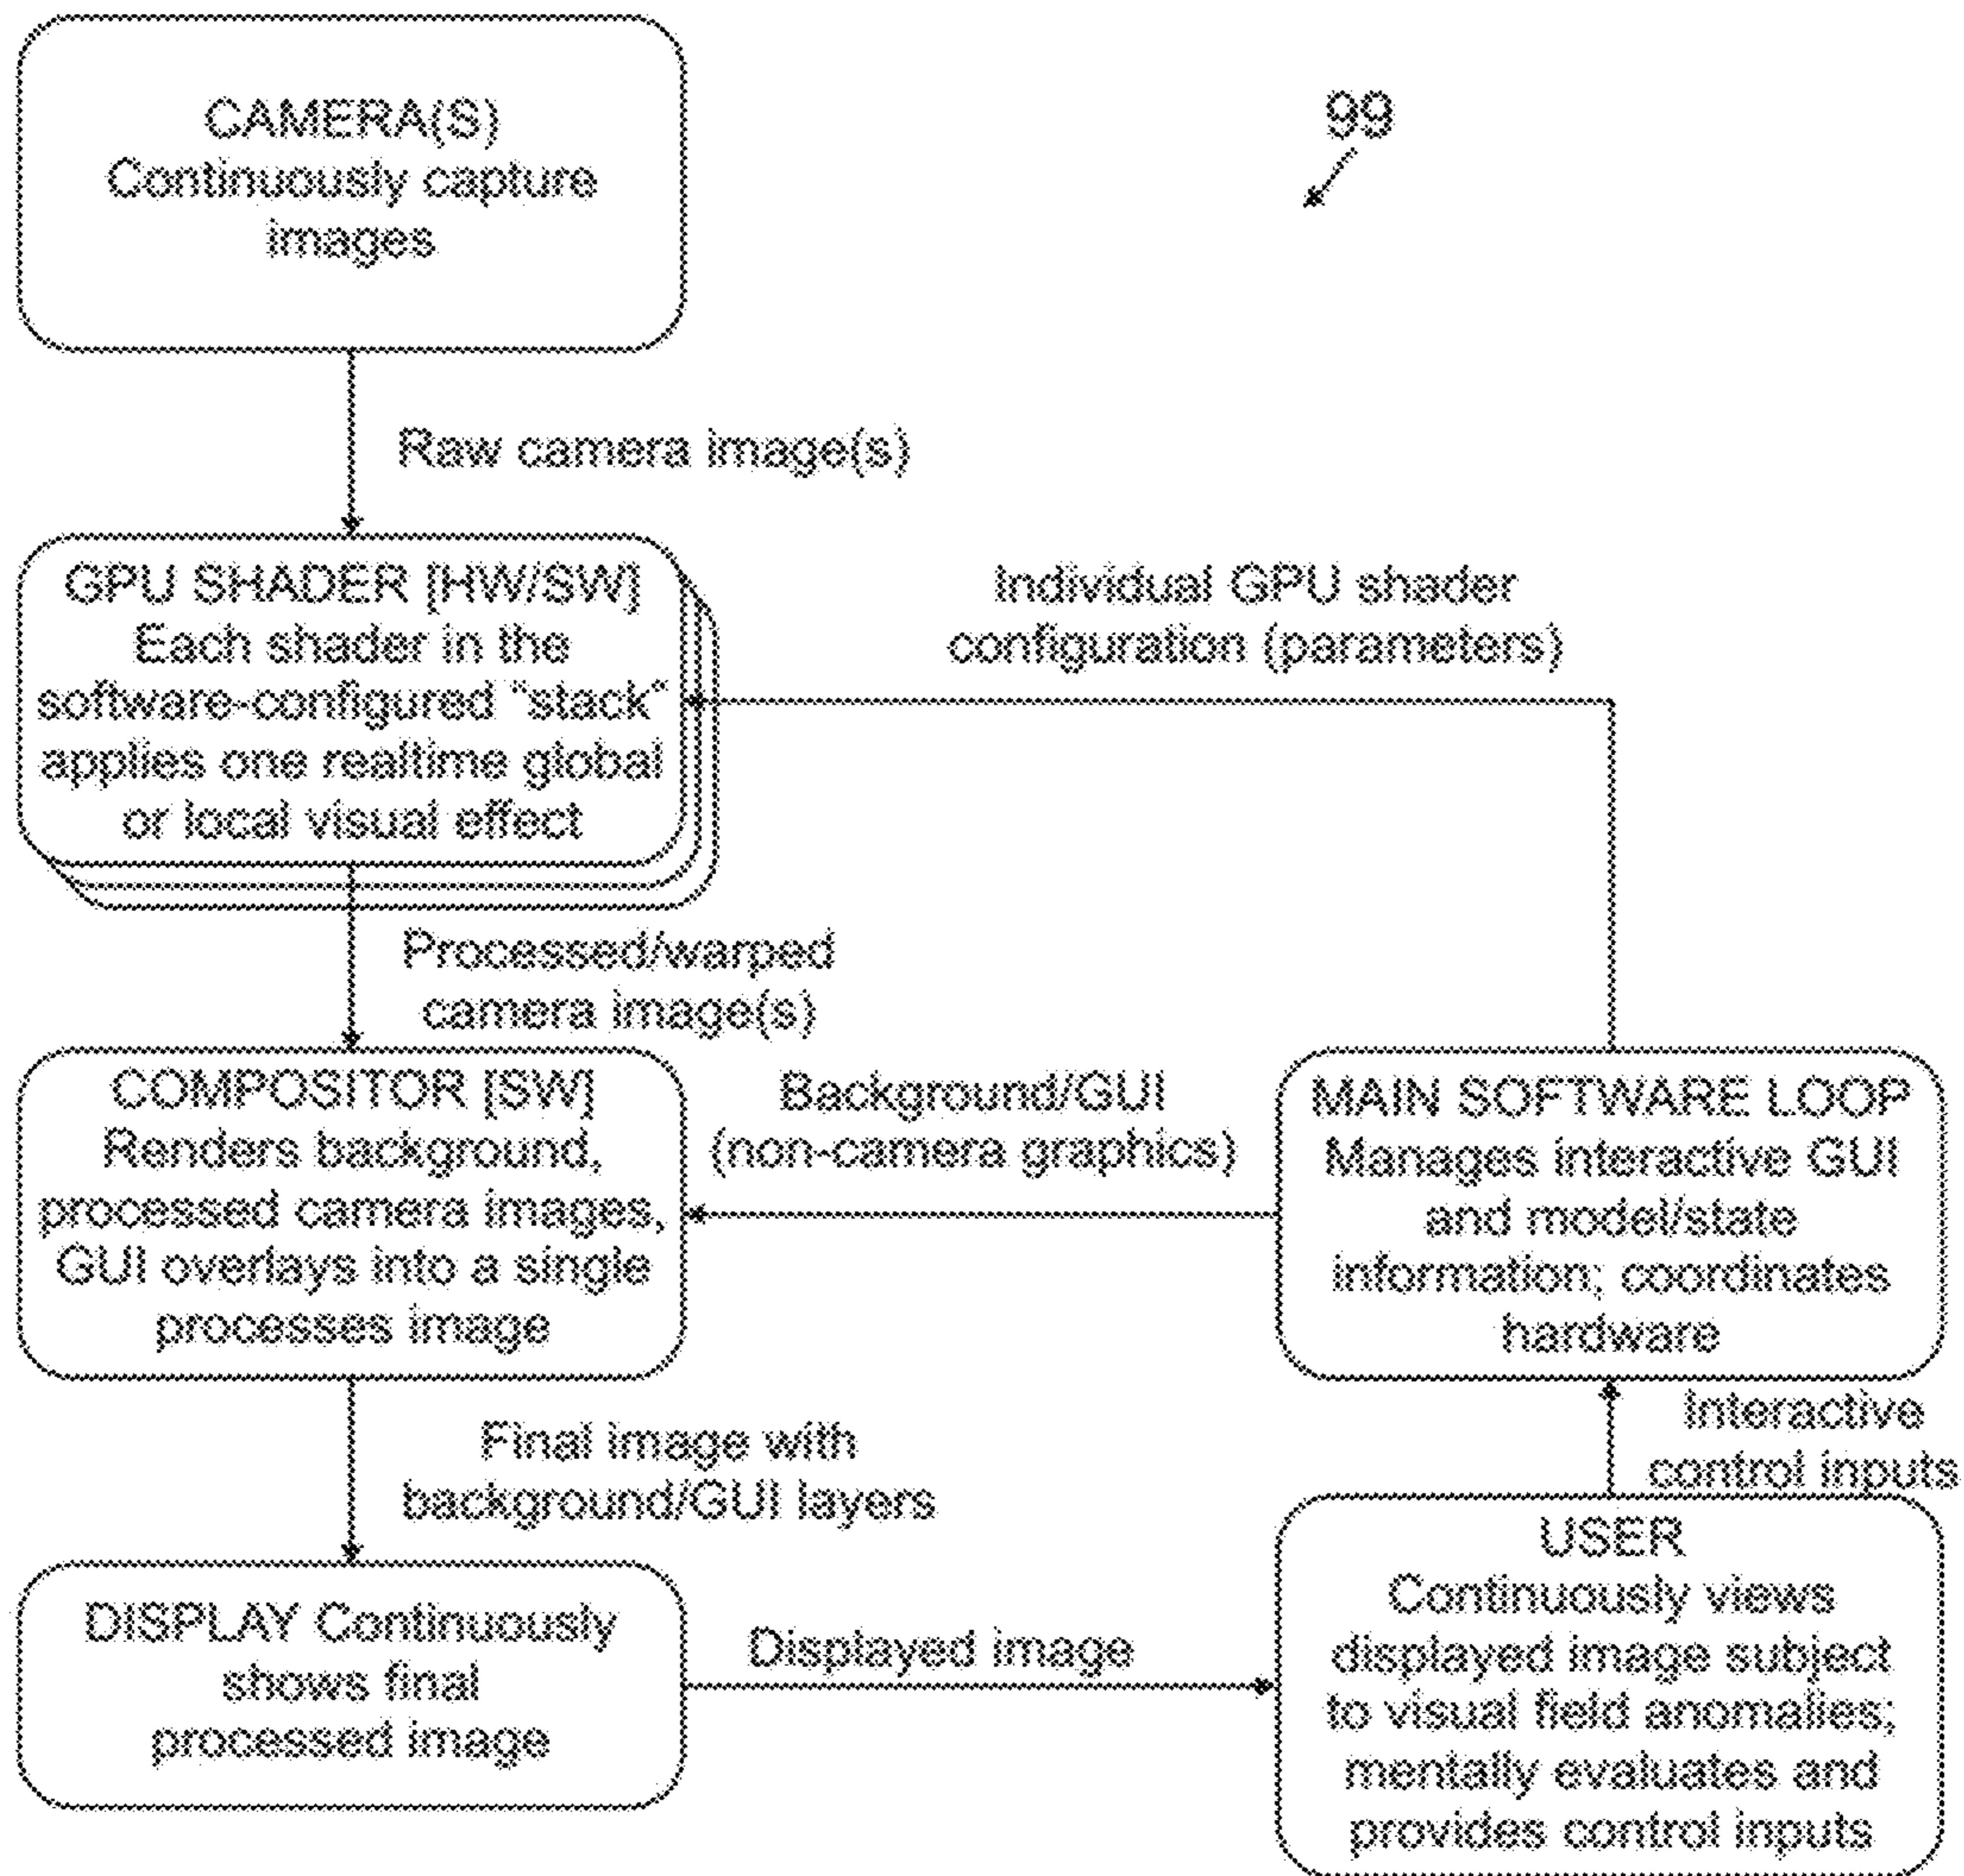 CAMERA(S)
Continuously capture
images
99
Raw camera image(s)
GPU SHADER [HW/SW]
Each shader in the
software-configured "stack"
applies one realtime global
or local visual effect
Individual GPU shader
configuration (parameters)
Processed/warped
camera image(s)
COMPOSITOR [SW]
Renders background,
processed camera images,
GUI overlays into a single
processes image
Background/GUI
(non-camera graphics)
MAIN SOFTWARE LOOP
Manages interactive GUI
and model/state
information; coordinates
hardware
Final image with
background/GUI layers
Interactive
control inputs
DISPLAY Continuously
shows final
processed image
Displayed image
USER
Continuously views
displayed image subject
to visual field anomalies;
mentally evaluates and
provides control inputs